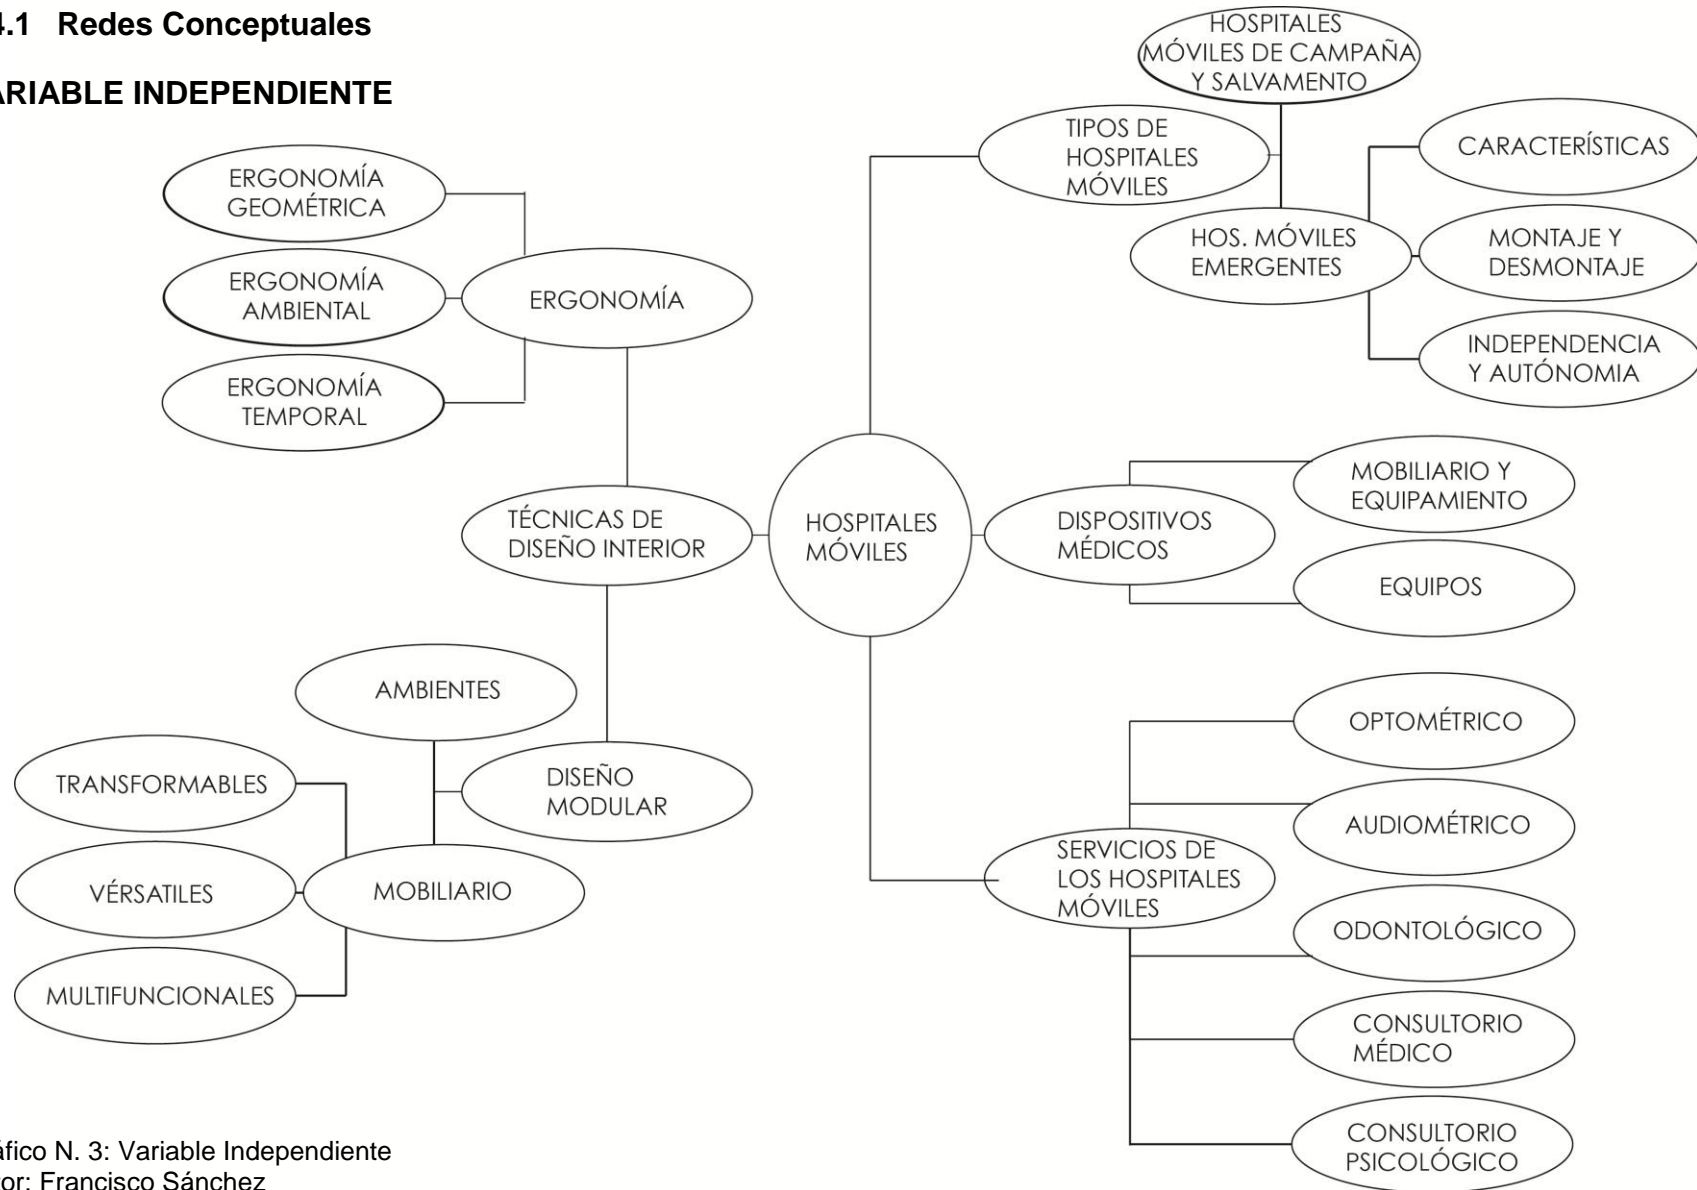 4.1 Redes Conceptuales
ARIABLE INDEPENDIENTE
HOSPITALES
MÓVILES DE CAMPAÑA
Y SALVAMENTO
TIPOS DE
HOSPITALES
MÓVILES
CARACTERÍSTICAS
HOS. MÓVILES
EMERGENTES
MONTAJE Y
DESMONTAJE
INDEPENDENCIA
Y AUTÓNOMIA
ERGONOMÍA
GEOMÉTRICA
ERGONOMÍA
AMBIENTAL
ERGONOMÍA
ERGONOMÍA
TEMPORAL
TÉCNICAS DE
DISEÑO INTERIOR
HOSPITALES
MÓVILES
DISPOSITIVOS
MÉDICOS
MOBILIARIO Y
EQUIPAMIENTO
EQUIPOS
AMBIENTES
DISEÑO
MODULAR
TRANSFORMABLES
VÉRSATILES
MOBILIARIO
MULTIFUNCIONALES
SERVICIOS DE
LOS HOSPITALES
MÓVILES
OPTOMÉTRICO
AUDIOMÉTRICO
ODONTOLÓGICO
CONSULTORIO
MÉDICO
CONSULTORIO
PSICOLÓGICO
áfico N. 3: Variable Independiente
tor: Francisco Sánchez